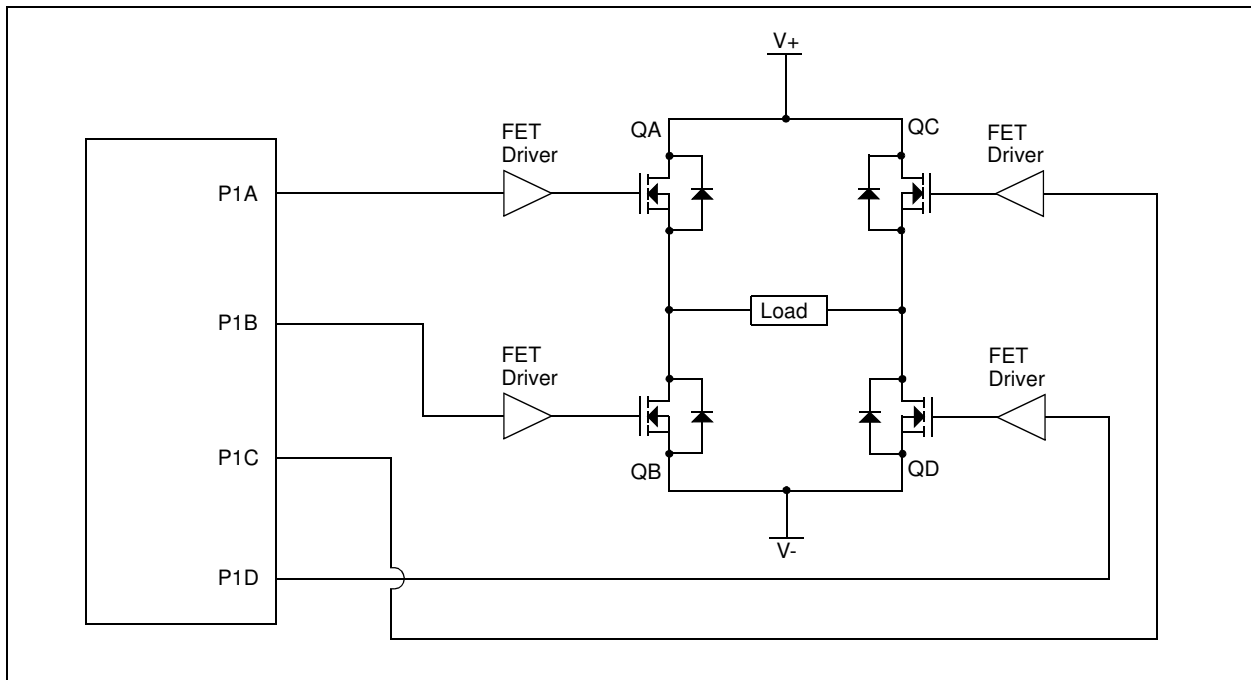 V+
QA
QC
FET
Driver
FET
Driver
P1A
P1B
Load
FET
Driver
FET
Driver
P1C
QB
QD
V-
P1D